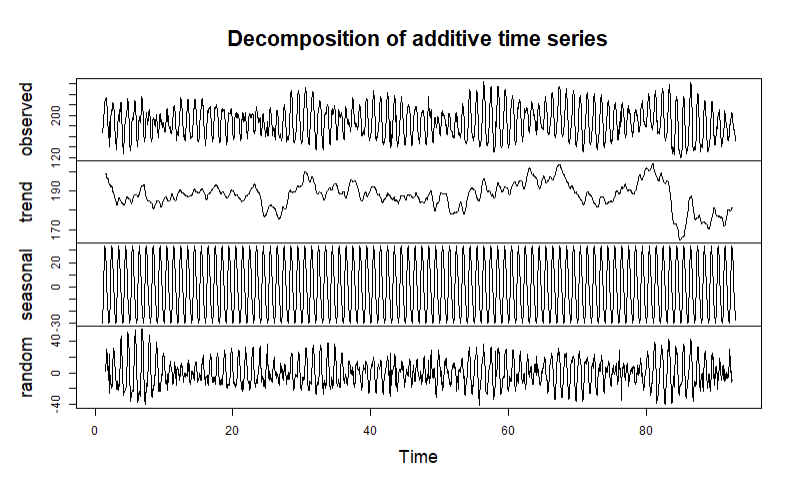 Decomposition of additive time series
observed
120 200
trend
170 190
seasonal
-30 0 20
random
-40 0 40
0 20 40 60 80
Time